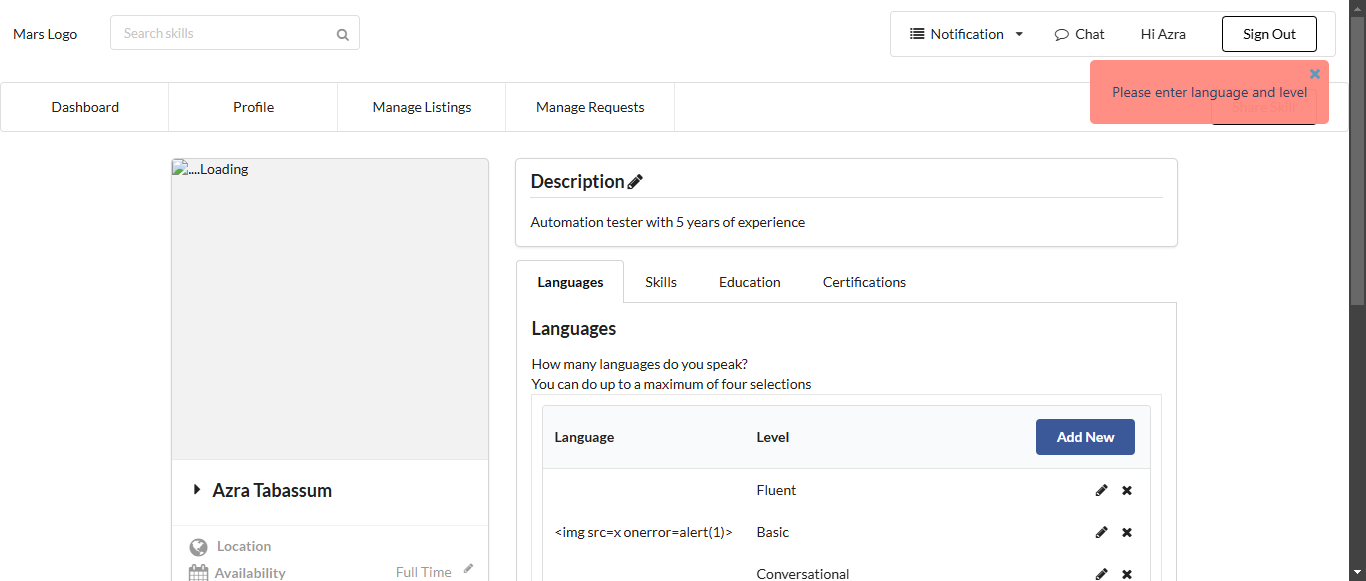 Mars Logo
Search skills
Notification
Chat
Hi Azra
Sign Out
Please enter language and level
Dashboard
Profile
Manage Listings
Manage Requests
....Loading
Description
Automation tester with 5 years of experience
Languages
Skills
Education
Certifications
Languages
How many languages do you speak?
You can do up to a maximum of four selections
Language
Level
Add New
Fluent
<img src=x onerror=alert(1)>
Basic
Conversational
Azra Tabassum
Location
Availability
Full Time